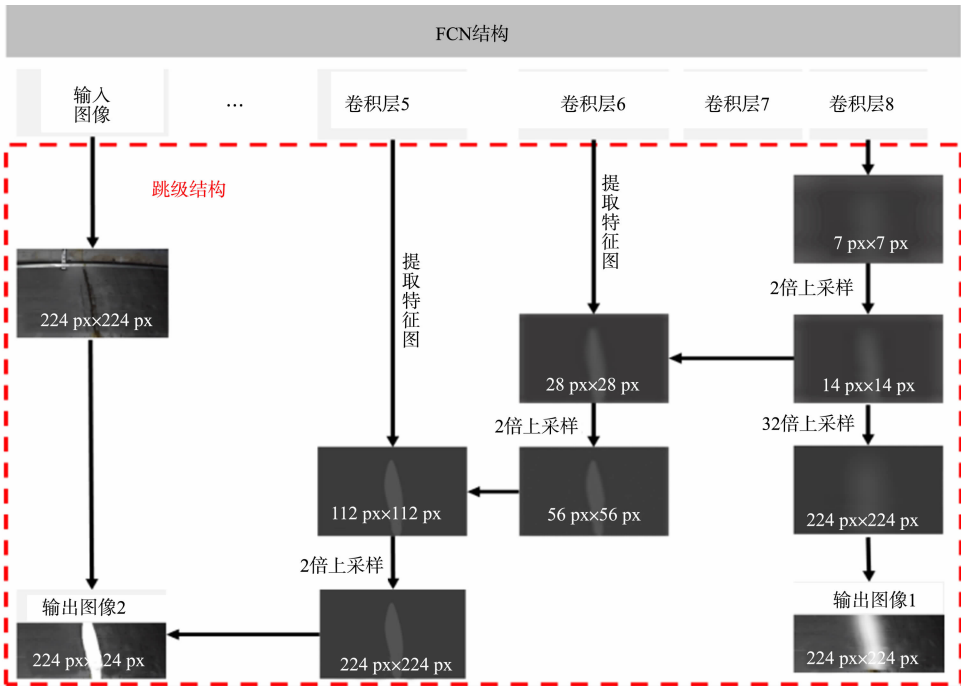 FCN结构
输入
图像
...
卷积层5
卷积层6
卷积层7
卷积层8
跳级结构
提取特征图
提取特征图
7 px×7 px
2倍上采样
224 px×224 px
28 px×28 px
14 px×14 px
2倍上采样
32倍上采样
112 px×112 px
56 px×56 px
224 px×224 px
2倍上采样
输出图像2
输出图像1
224 px×224 px
224 px×224 px
224 px×224 px